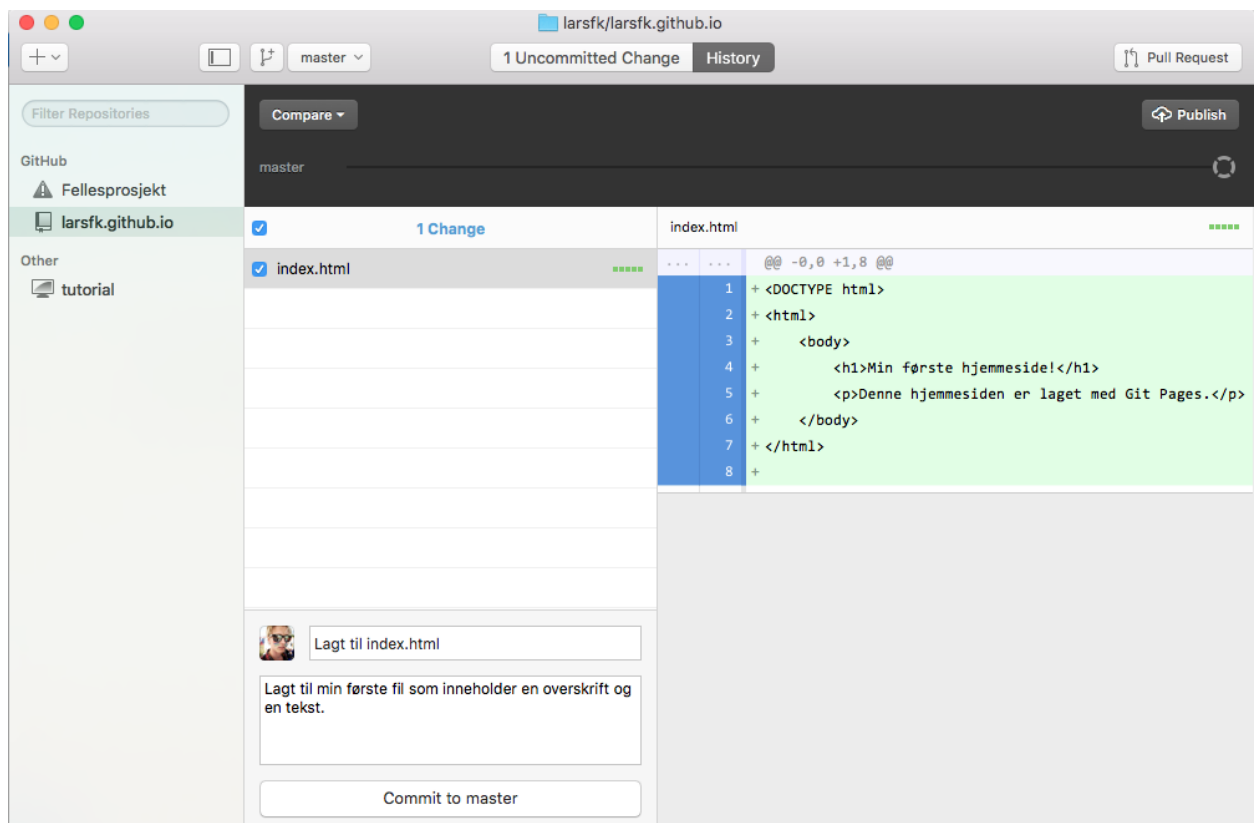 larsfk/larsfk.github.io
master
1 Uncommitted Change
History
Pull Request
Filter Repositories
GitHub
Fellesprosjekt
larsfk.github.io
Other
tutorial
Compare
Publish
master
1 Change
index.html
index.html
... ... @@ -0,0 +1,8 @@
1 + <DOCTYPE html>
2 + <html>
3 + <body>
4 + <h1>Min første hjemmeside!</h1>
5 + <p>Denne hjemmesiden er laget med Git Pages.</p>
6 + </body>
7 + </html>
8 +
Lagt til index.html
Lagt til min første fil som inneholder en overskrift og
en tekst.
Commit to master